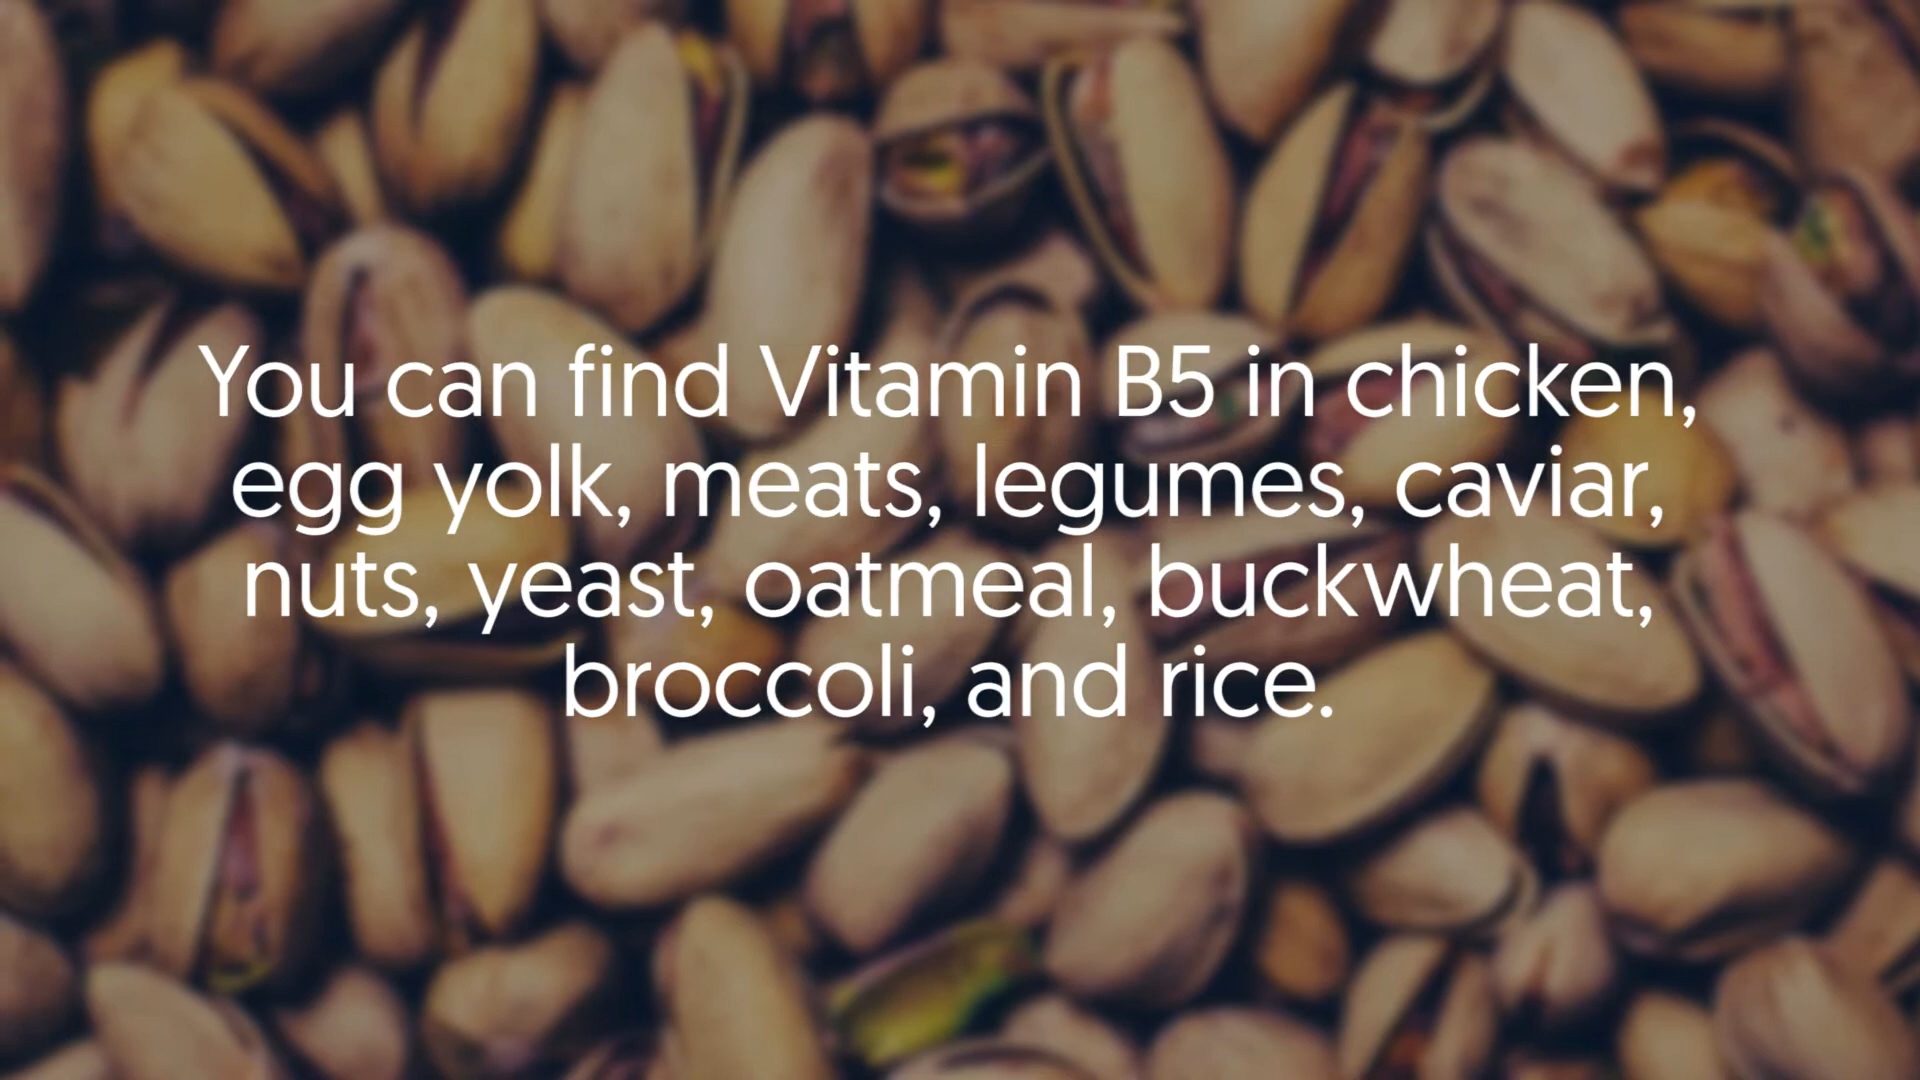 You can find Vitamin B5 in chicken,
egg yolk, meats, legumes, caviar,
nuts, yeast, oatmeal, buckwheat,
broccoli, and rice.